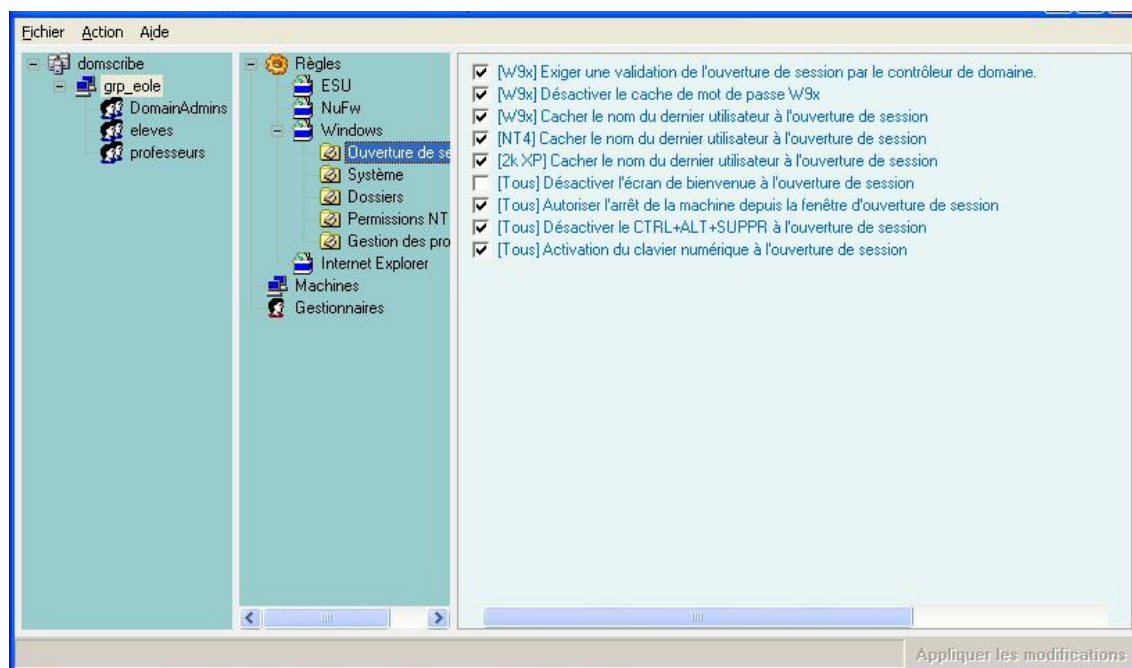 Fichier Action Aide
domscribe
grp_eole
DomainAdmins
eleves
professeurs
Règles
ESU
NuFw
Windows
Ouverture de se
Système
Dossiers
Permissions NT
Gestion des pro
Internet Explorer
Machines
Gestionnaires
[W9x] Exiger une validation de l'ouverture de session par le contrôleur de domaine.
[W9x] Désactiver le cache de mot de passe W9x
[W9x] Cacher le nom du dernier utilisateur à l'ouverture de session
[NT4] Cacher le nom du dernier utilisateur à l'ouverture de session
[2k XP] Cacher le nom du dernier utilisateur à l'ouverture de session
[Tous] Désactiver l'écran de bienvenue à l'ouverture de session
[Tous] Autoriser l'arrêt de la machine depuis la fenêtre d'ouverture de session
[Tous] Désactiver le CTRL+ALT+SUPPR à l'ouverture de session
[Tous] Activation du clavier numérique à l'ouverture de session
Appliquer les modifications